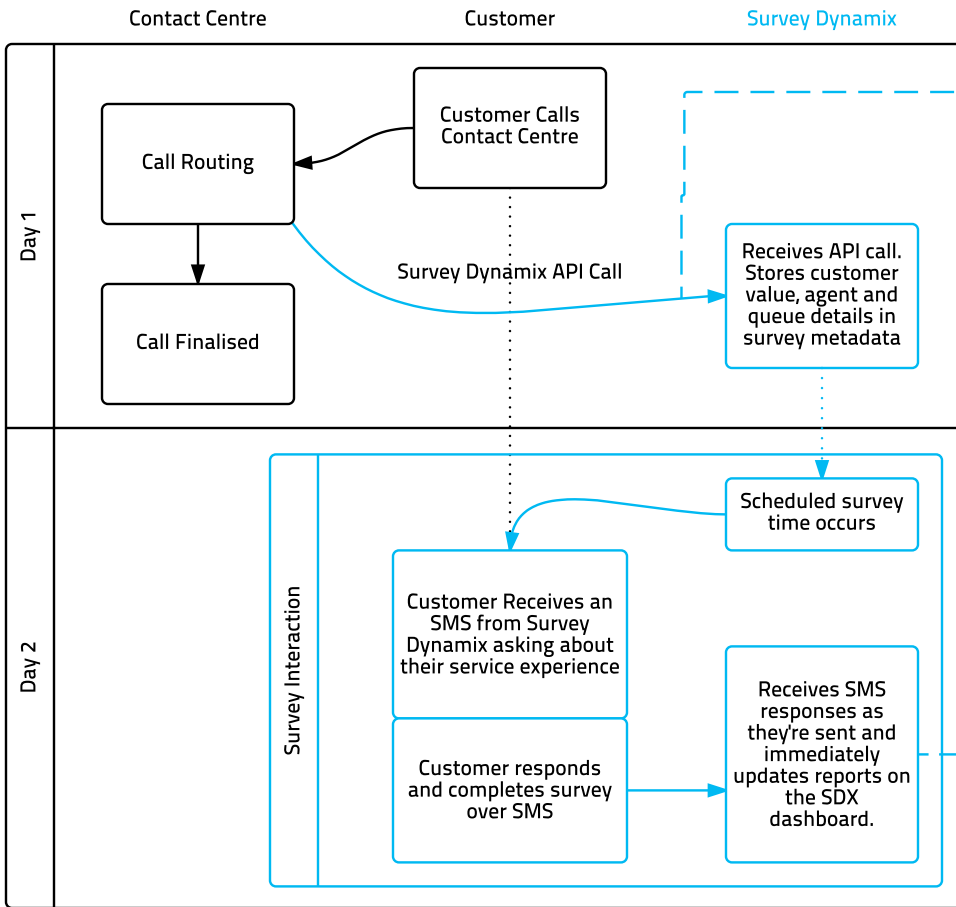 Contact Centre
Customer
Survey Dynamix
Day 1
Customer Calls
Contact Centre
Call Routing
Survey Dynamix API Call
Receives API call.
Stores customer
value, agent and
queue details in
survey metadata
Call Finalised
Day 2
Survey Interaction
Scheduled survey
time occurs
Customer Receives an
SMS from Survey
Dynamix asking about
their service experience
Customer responds
and completes survey
over SMS
Receives SMS
responses as
they're sent and
immediately
updates reports on
the SDX
dashboard.